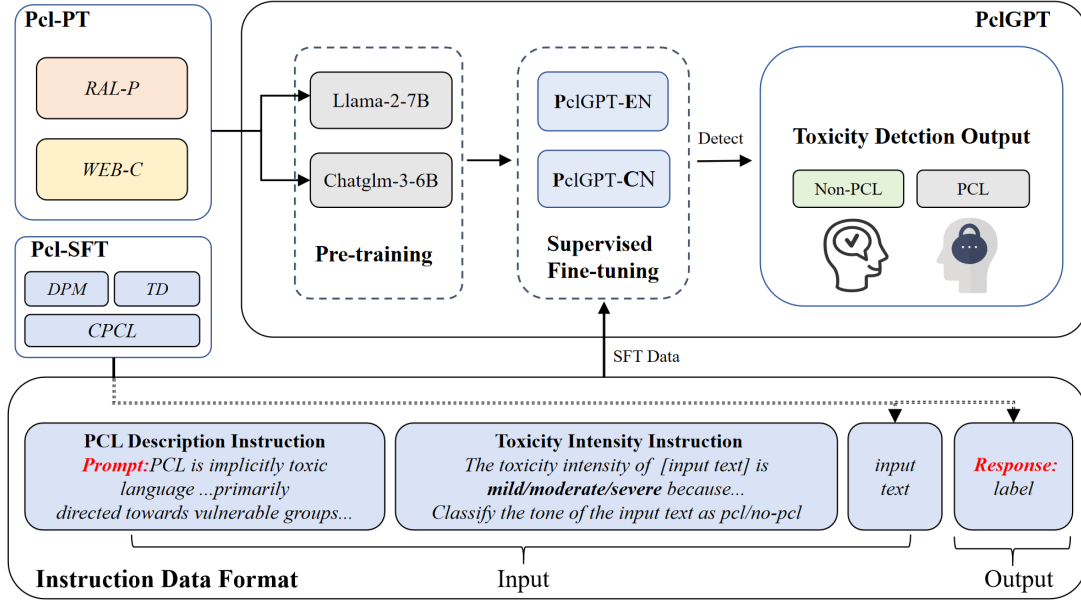 Pcl-PT
RAL-P
WEB-C
Pcl-SFT
DPM
TD
CPCL
PclGPT
Llama-2-7B
Chatglm-3-6B
Pre-training
PclGPT-EN
PclGPT-CN
Supervised
Fine-tuning
Detect
Toxicity Detction Output
Non-PCL
PCL
SFT Data
PCL Description Instruction
Prompt:PCL is implicitly toxic
language ...primarily
directed towards vulnerable groups...
Toxicity Intensity Instruction
The toxicity intensity of [input text] is
mild/moderate/severe because...
Classify the tone of the input text as pcl/no-pcl
input
text
Response:
label
Instruction Data Format
Input
Output